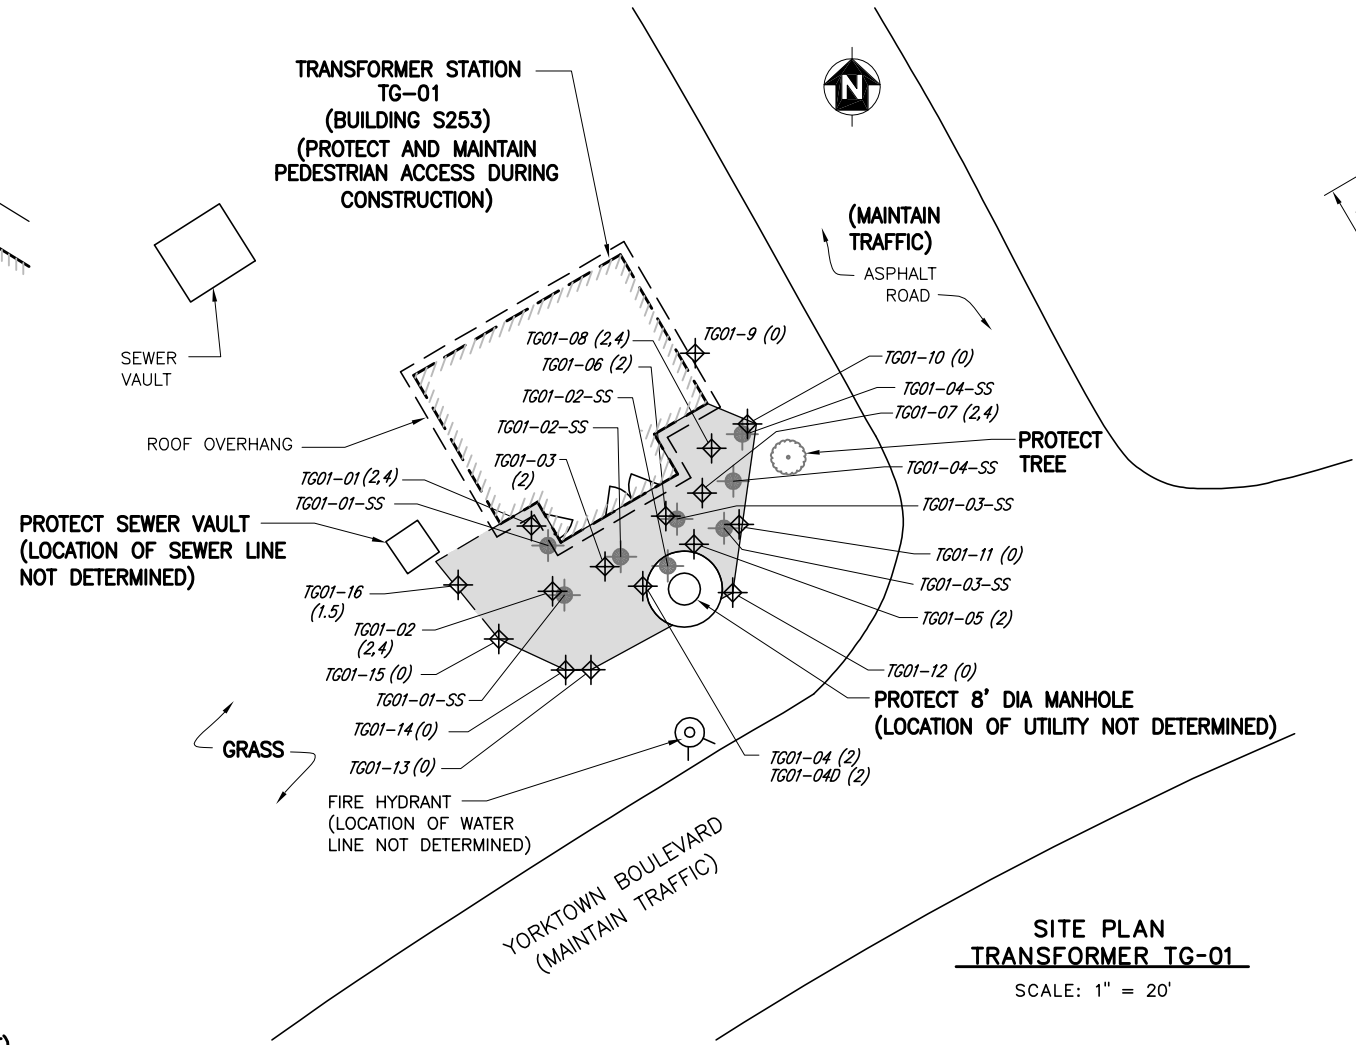 TRANSFORMER STATION
TG-01
(BUILDING S253)
(PROTECT AND MAINTAIN
PEDESTRIAN ACCESS DURING
CONSTRUCTION)
N
(MAINTAIN
TRAFFIC)
ASPHALT
ROAD
SEWER
VAULT
ROOF OVERHANG
TG01-08 (2,4)
TG01-9 (0)
TG01-06 (2)
TG01-10 (0)
TG01-02-SS
TG01-04-SS
TG01-07 (2,4)
TG01-02-SS
TG01-03
(2)
PROTECT
TREE
TG01-04-SS
TG01-01 (2,4)
TG01-01-SS
TG01-03-SS
PROTECT SEWER VAULT
(LOCATION OF SEWER LINE
NOT DETERMINED)
TG01-11 (0)
TG01-03-SS
TG01-16
(1.5)
TG01-05 (2)
TG01-02
(2,4)
TG01-15 (0)
TG01-12 (0)
TG01-01-SS
PROTECT 8' DIA MANHOLE
(LOCATION OF UTILITY NOT DETERMINED)
TG01-14 (0)
GRASS
TG01-13 (0)
TG01-04 (2)
TG01-04D (2)
FIRE HYDRANT
(LOCATION OF WATER
LINE NOT DETERMINED)
YORKTOWN BOULEVARD
(MAINTAIN TRAFFIC)
SITE PLAN
TRANSFORMER TG-01
SCALE: 1" = 20'